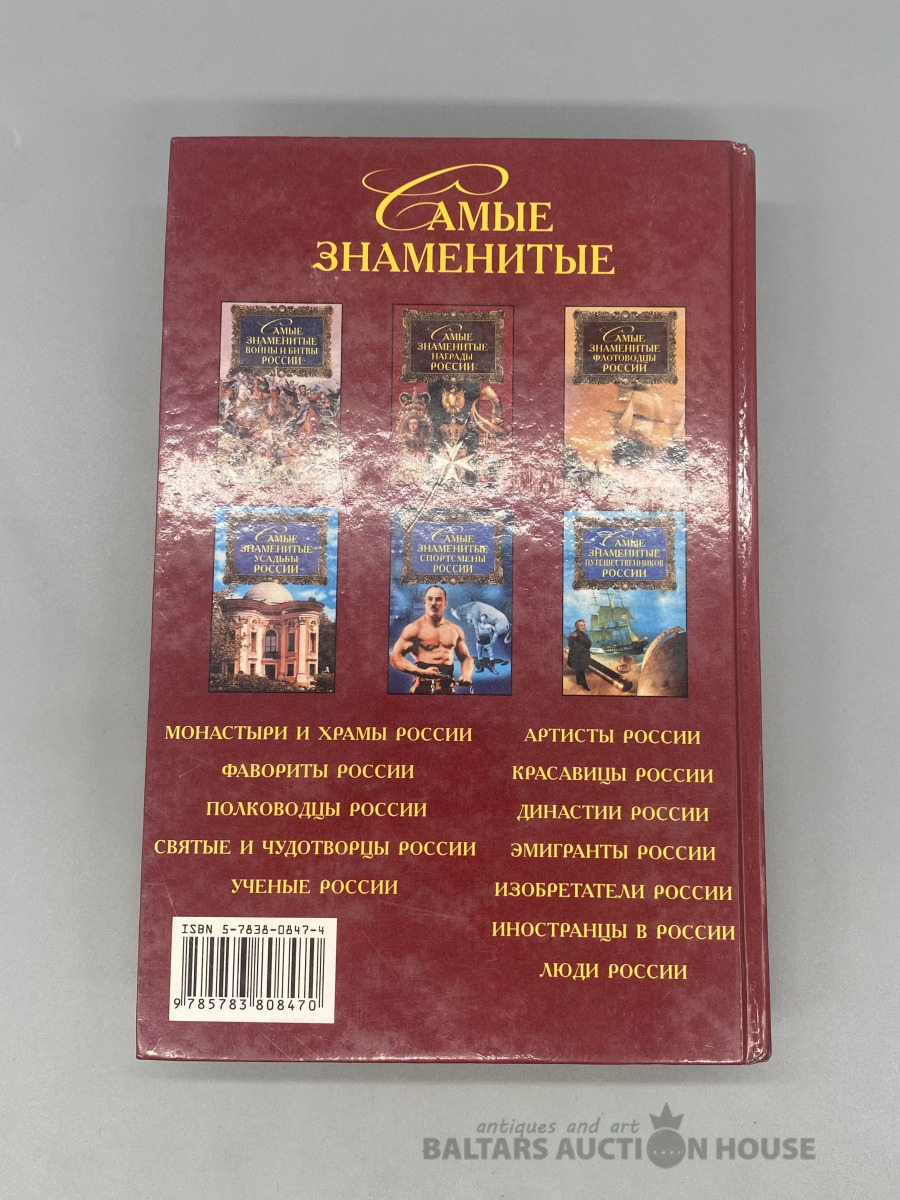 Самые
знаменитые
Самые
знаменитые
войны и битвы
России
Самые
знаменитые
награды
России
Самые
знаменитые
флотоводцы
России
Самые
знаменитые
усадьбы
России
Самые
знаменитые
спортсмены
России
Самые
знаменитые
путешественников
России
МОНАСТЫРИ И ХРАМЫ РОССИИ
ФАВОРИТЫ РОССИИ
ПОЛКОВОДЦЫ РОССИИ
СВЯТЫЕ И ЧУДОТВОРЦЫ РОССИИ
УЧЕНЫЕ РОССИИ
АРТИСТЫ РОССИИ
КРАСАВИЦЫ РОССИИ
ДИНАСТИИ РОССИИ
ЭМИГРАНТЫ РОССИИ
ИЗОБРЕТАТЕЛИ РОССИИ
ИНОСТРАНЦЫ В РОССИИ
ЛЮДИ РОССИИ
ISBN 5-7838-0847-4
9 785783 808470
antiques and art
BALTARS AUCTION HOUSE